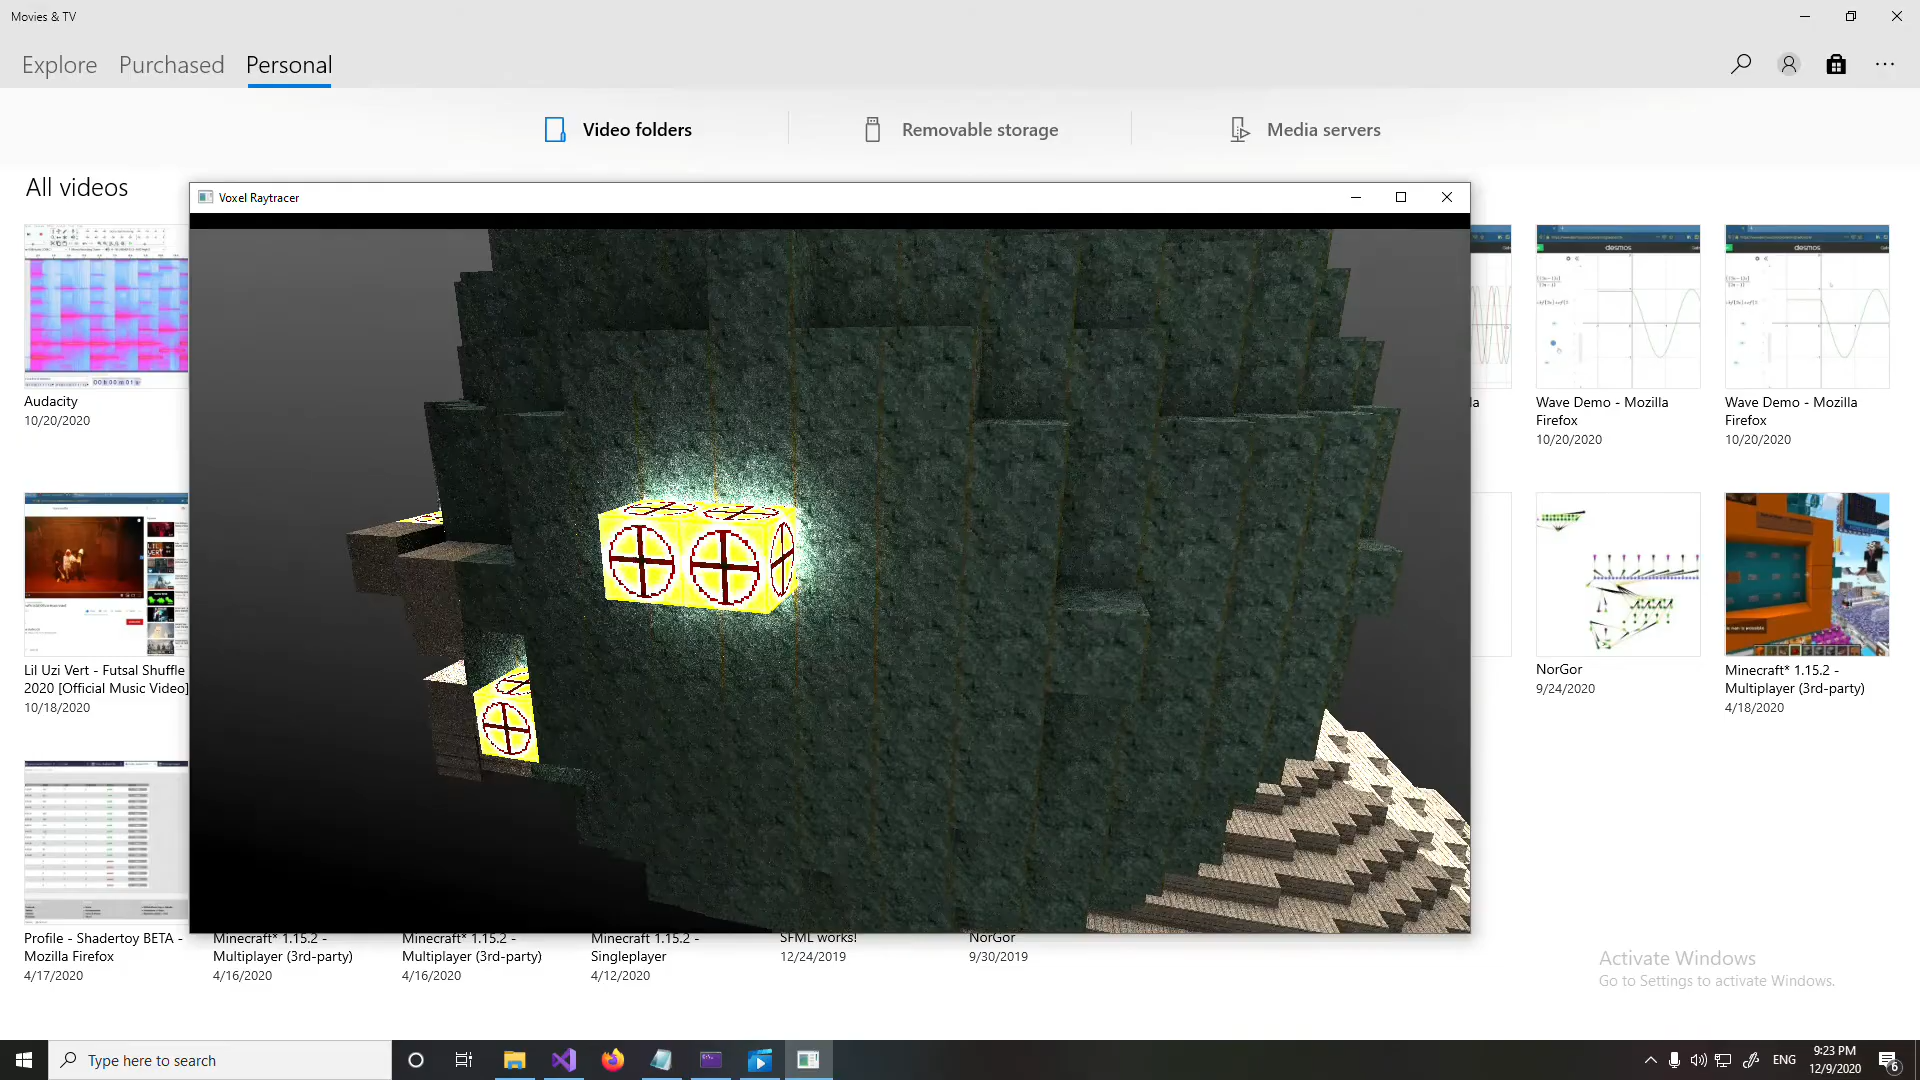 Movies & TV
Explore
Purchased
Personal
Video folders
Removable storage
Media servers
All videos
Voxel Raytracer
desmos
desmos
Audacity
10/20/2020
la
Wave Demo - Mozilla
Firefox
10/20/2020
Wave Demo - Mozilla
Firefox
10/20/2020
Lil Uzi Vert - Futsal Shuffle
2020 [Official Music Video]
10/18/2020
NorGor
9/24/2020
Minecraft* 1.15.2 -
Multiplayer (3rd-party)
4/18/2020
Profile - Shadertoy BETA -
Mozilla Firefox
4/17/2020
Minecraft* 1.15.2 -
Multiplayer (3rd-party)
4/16/2020
Minecraft* 1.15.2 -
Multiplayer (3rd-party)
4/16/2020
Minecraft 1.15.2 -
Singleplayer
4/12/2020
SFML works!
12/24/2019
NorGor
9/30/2019
Activate Windows
Go to Settings to activate Windows.
Type here to search
ENG
9:23 PM
12/9/2020
6